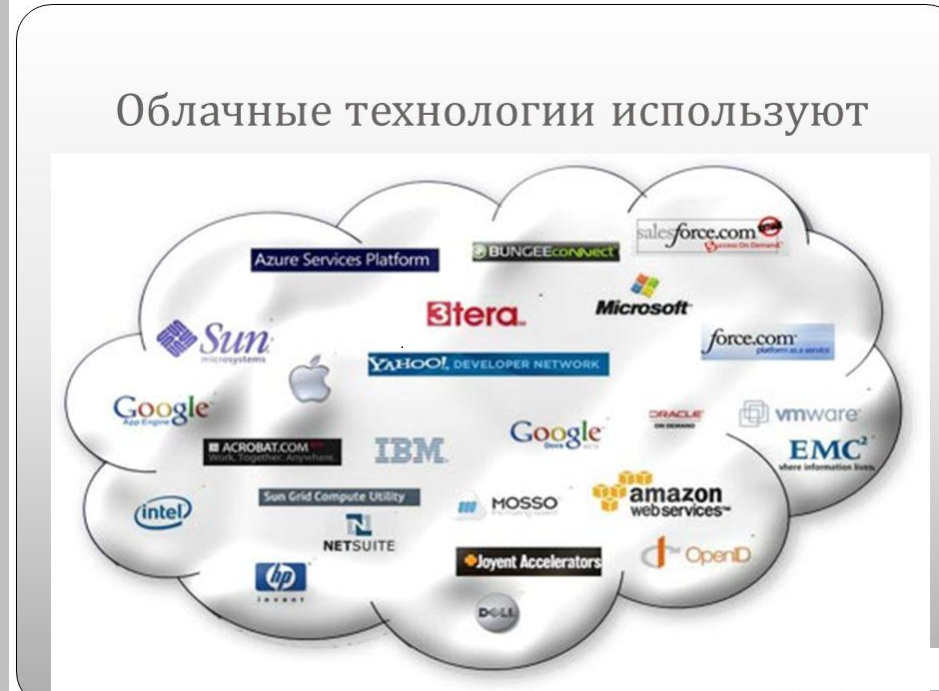 Облачные технологии используют
salesforce.com
Success On Demand
BUNGEEconnect
Azure Services Platform
Microsoft
3tera
Sun
microsystems
force.com
platform as a service
YAHOO! DEVELOPER NETWORK
Google
App Engine
ORACLE
ON DEMAND
vmware
Google
Docs BETA
ACROBAT.COM
Work. Together. Anywhere.
IBM
EMC²
where information lives
Sun Grid Compute Utility
amazon
webservices™
intel
MOSSO
NETSUITE
Joyent Accelerators
OpenID
hp
invent
DELL